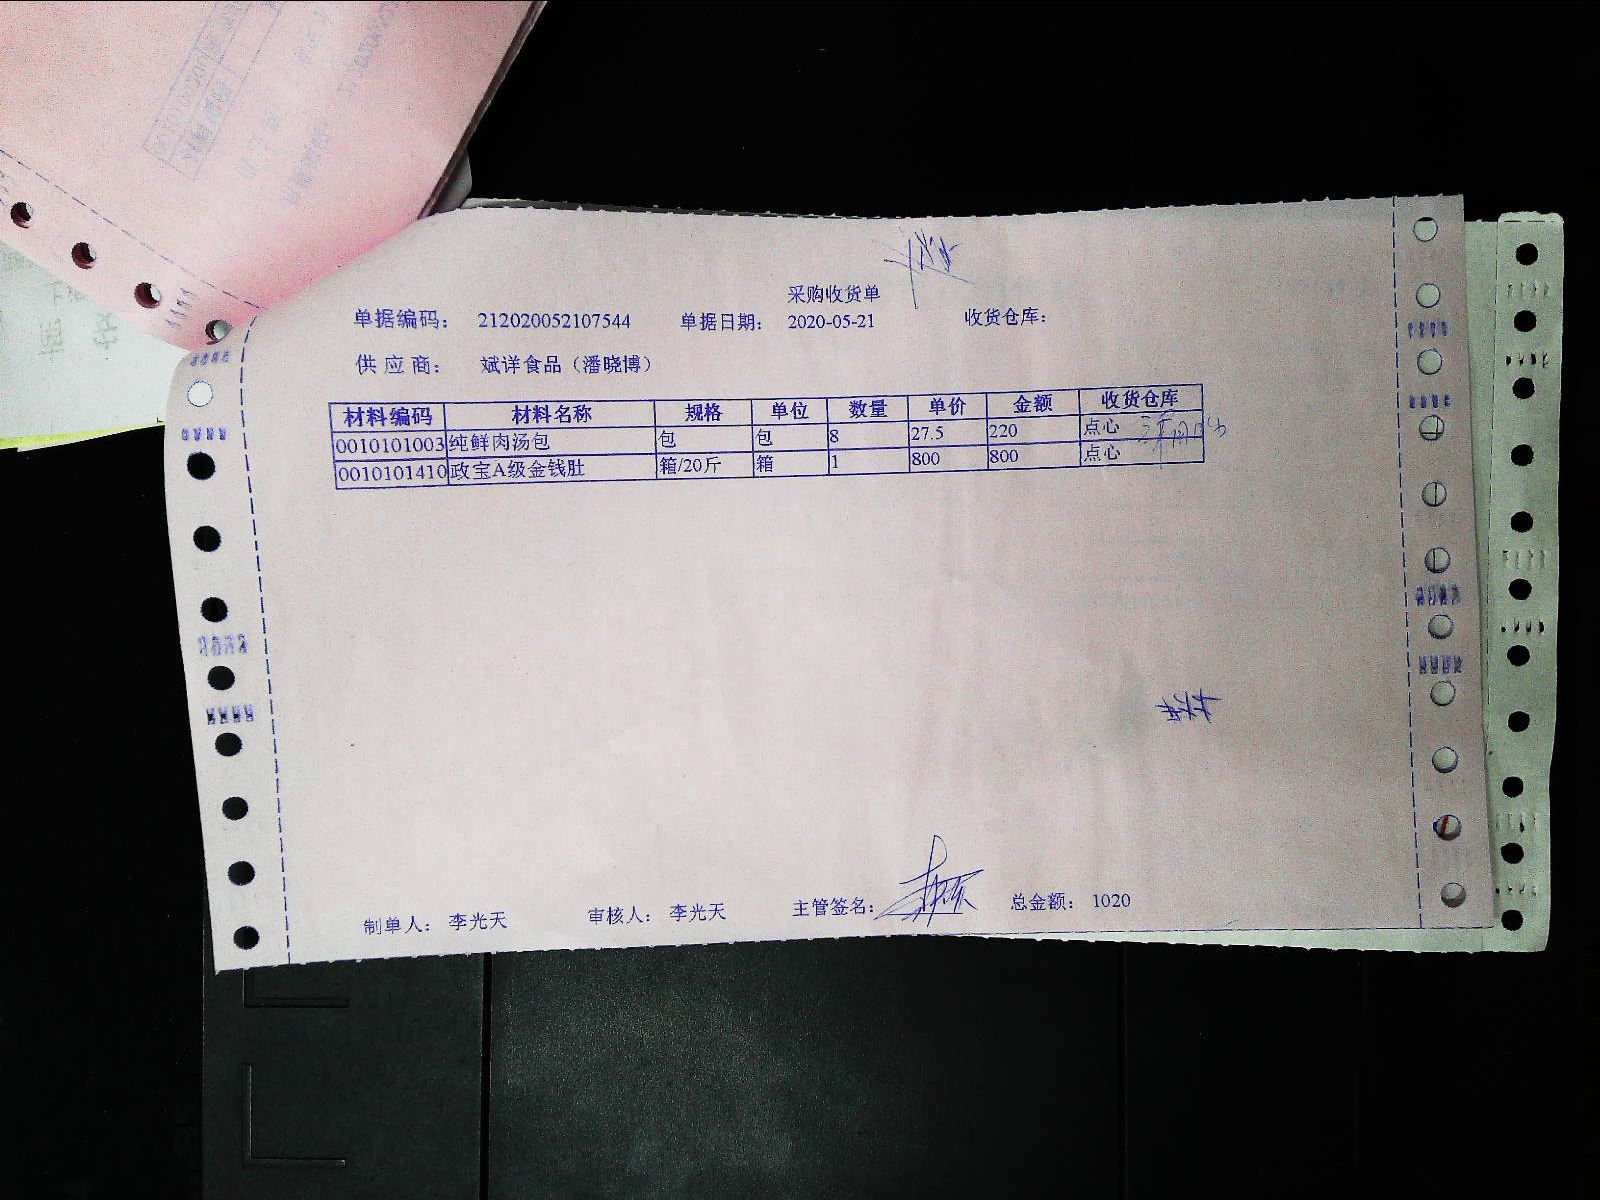 采购收货单
单据编码： 212020052107544 单据日期： 2020-05-21 收货仓库：
供 应 商： 斌详食品（潘晓博）
材料编码 材料名称 规格 单位 数量 单价 金额 收货仓库
0010101003 纯鲜肉汤包 包 包 8 27.5 220 点心
0010101410 政宝A级金钱肚 箱/20斤 箱 1 800 800 点心
制单人： 李光天 审核人： 李光天 主管签名： 总金额： 1020